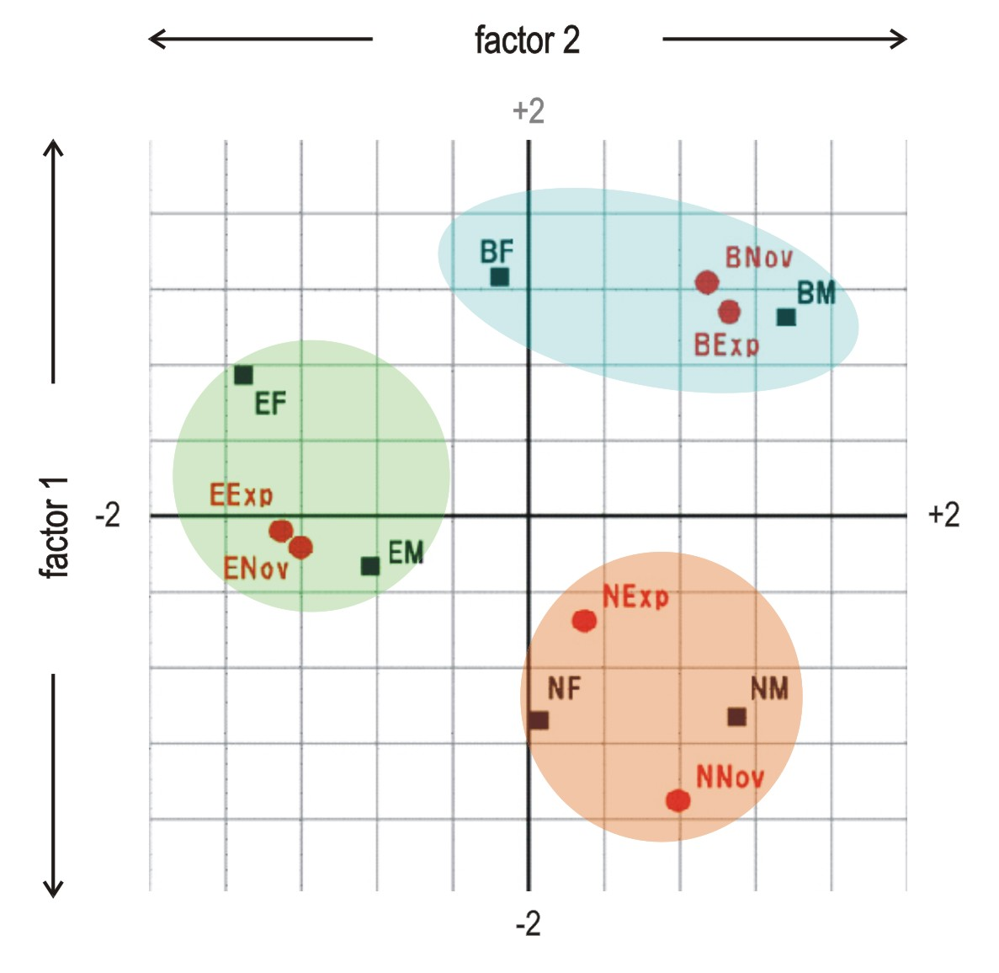 factor 2
+2
BF
BNov
BM
BExp
EF
EExp
factor 1
-2
+2
EM
ENov
NExp
NF
NM
NNov
-2